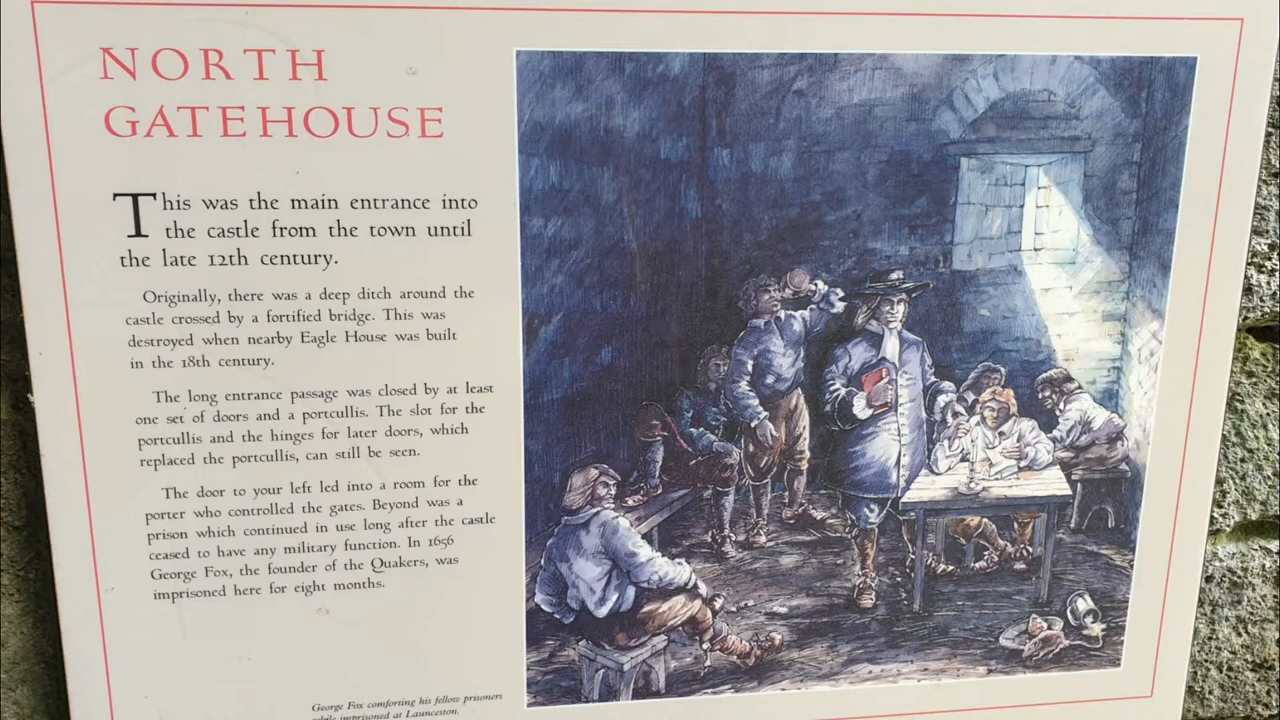 NORTH
GATEHOUSE
This was the main entrance into
the castle from the town until
the late 12th century.
Originally, there was a deep ditch around the
castle crossed by a fortified bridge. This was
destroyed when nearby Eagle House was built
in the 18th century.
The long entrance passage was closed by at least
one set of doors and a portcullis. The slot for the
portcullis and the hinges for later doors, which
replaced the portcullis, can still be seen.
The door to your left led into a room for the
porter who controlled the gates. Beyond was a
prison which continued in use long after the castle
ceased to have any military function. In 1656
George Fox, the founder of the Quakers, was
imprisoned here for eight months.
George Fox comforting his fellow prisoners
while imprisoned at Launceston.